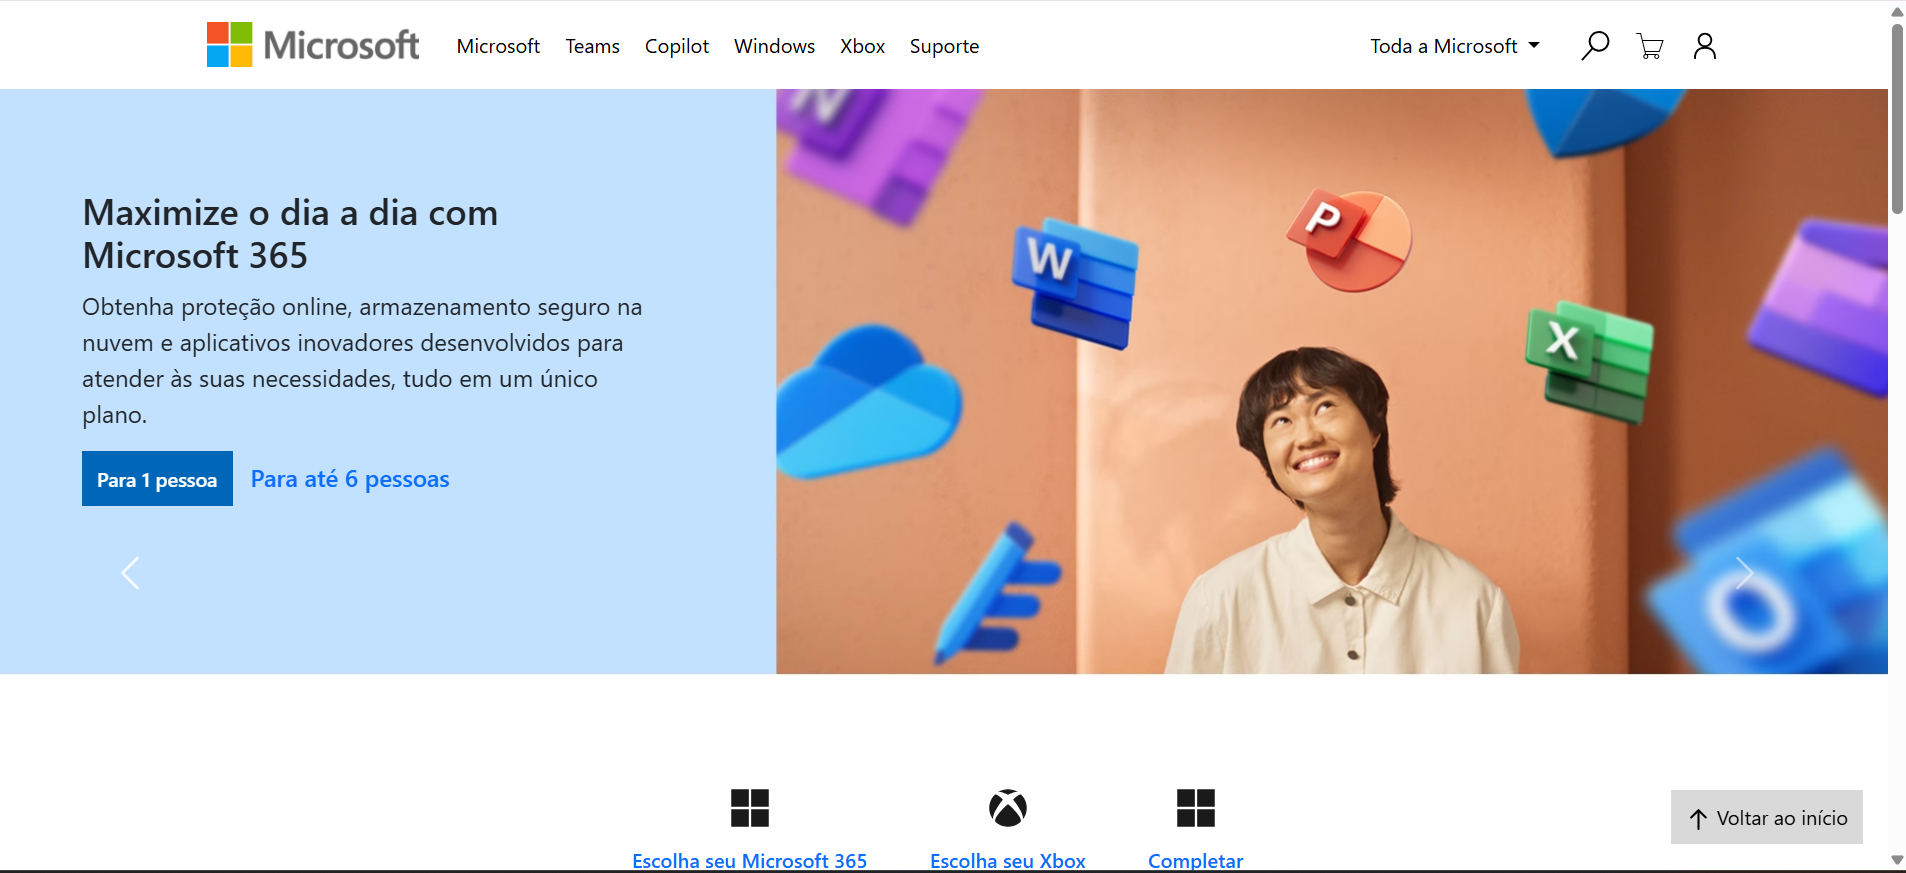 Microsoft Microsoft Teams Copilot Windows Xbox Suporte Toda a Microsoft
Maximize o dia a dia com
Microsoft 365
Obtenha proteção online, armazenamento seguro na
nuvem e aplicativos inovadores desenvolvidos para
atender às suas necessidades, tudo em um único
plano.
Para 1 pessoa Para até 6 pessoas
N
W
P
X
O
Voltar ao início
Escolha seu Microsoft 365 Escolha seu Xbox Completar